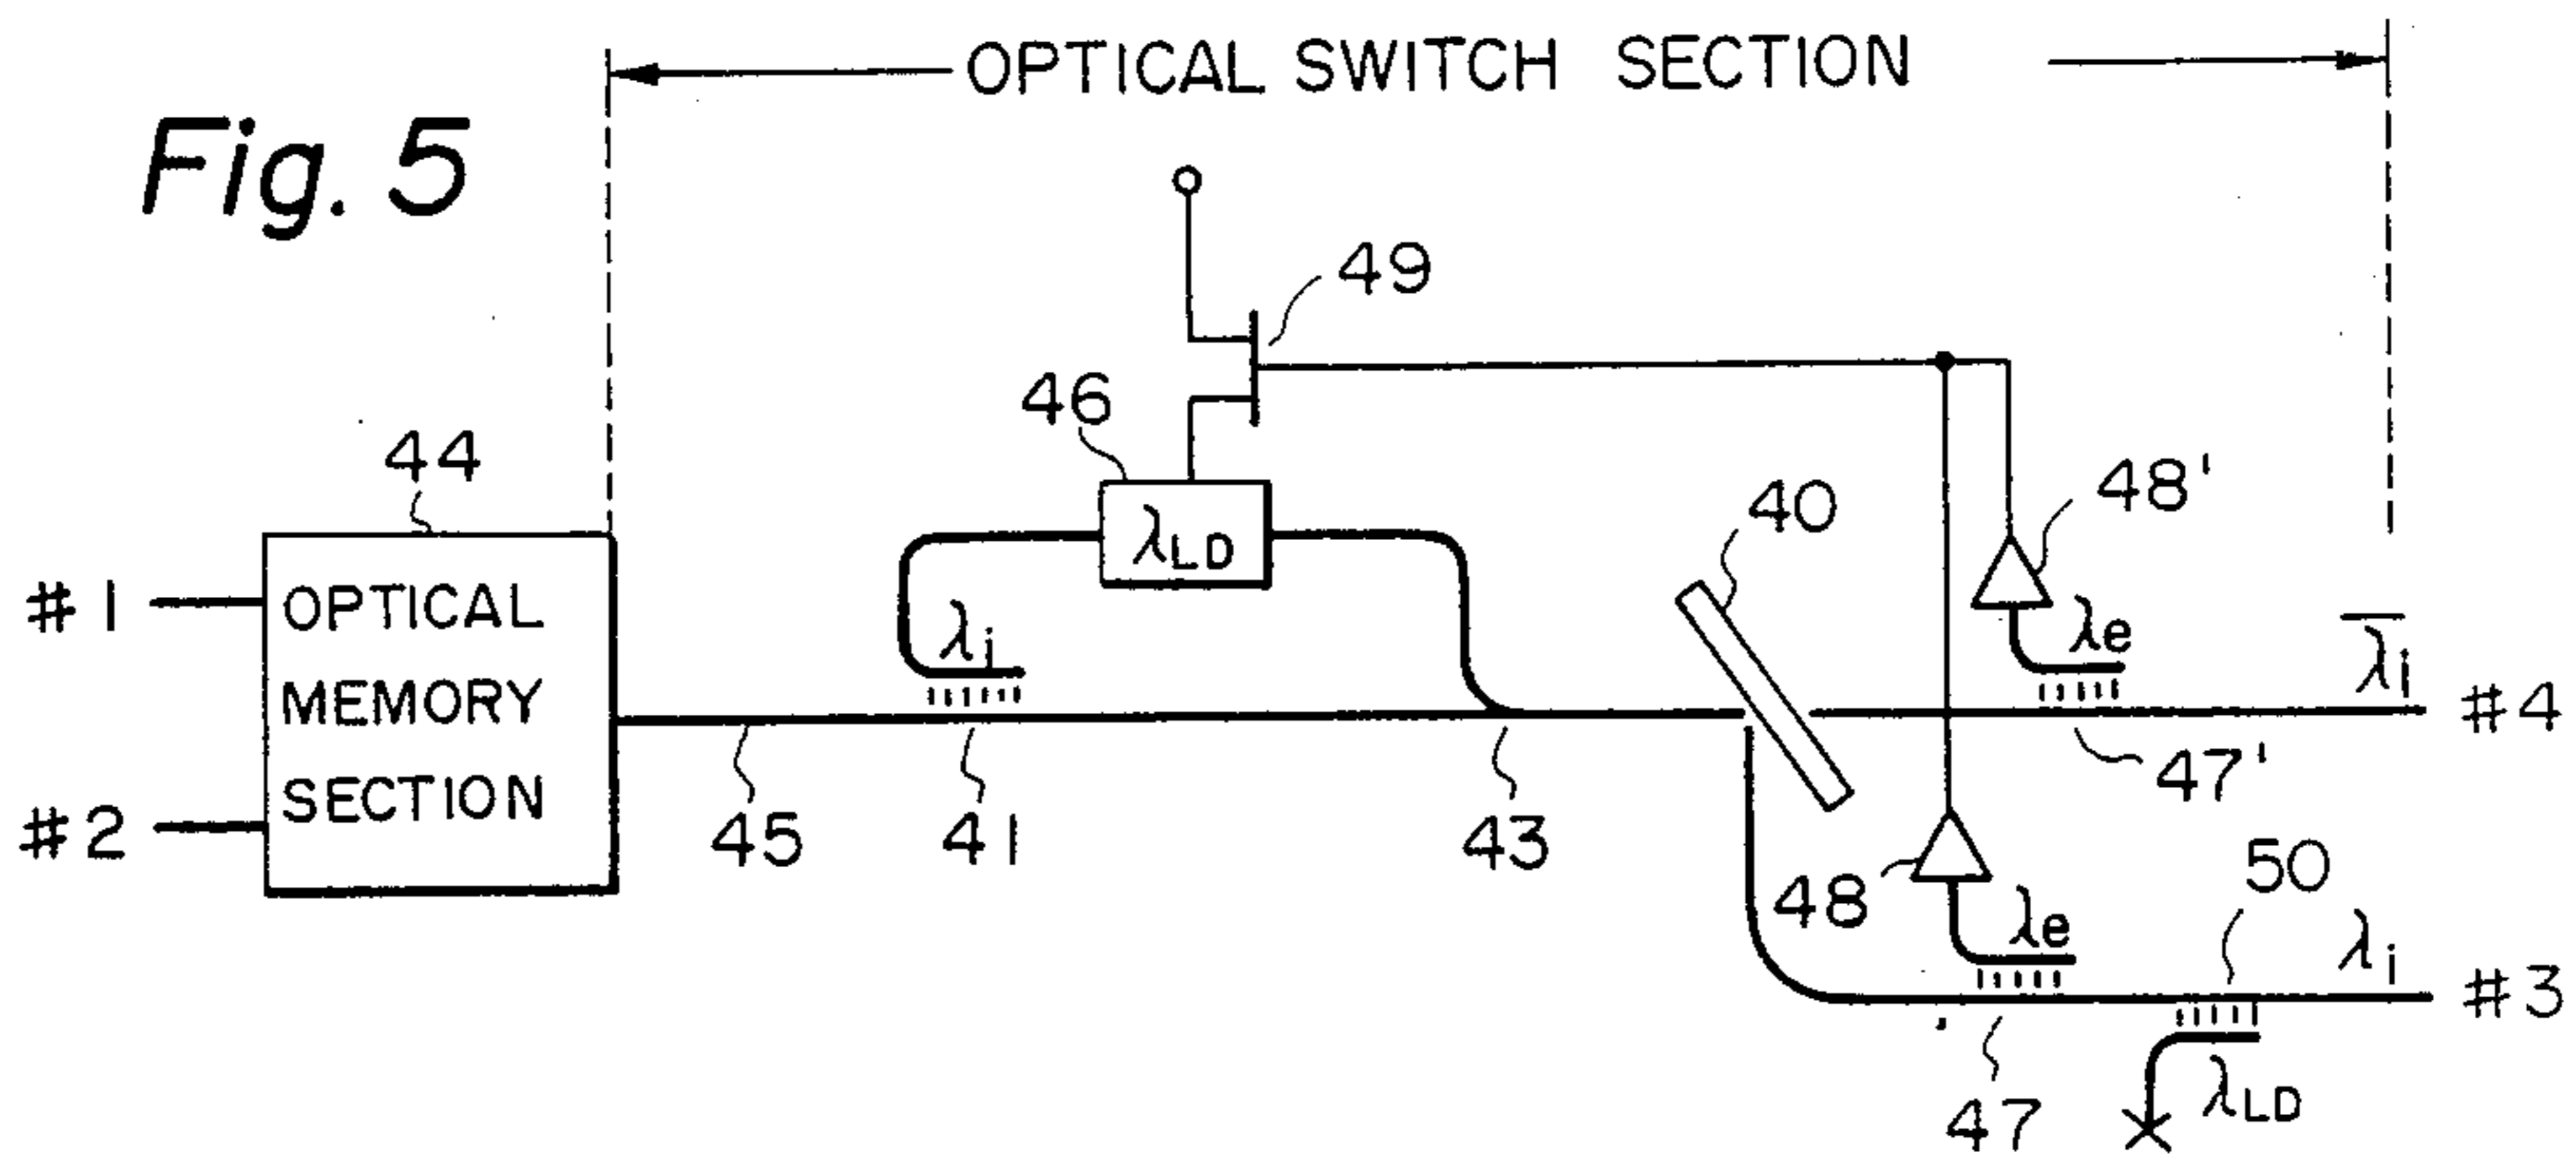 OPTICAL SWITCH SECTION
Fig. 5
49
46
44
40
48'
λLD
#1
OPTICAL
λi
λe
λi
MEMORY
#4
SECTION
47'
#2
45
41
43
50
48
λe
λi
#3
47
λLD